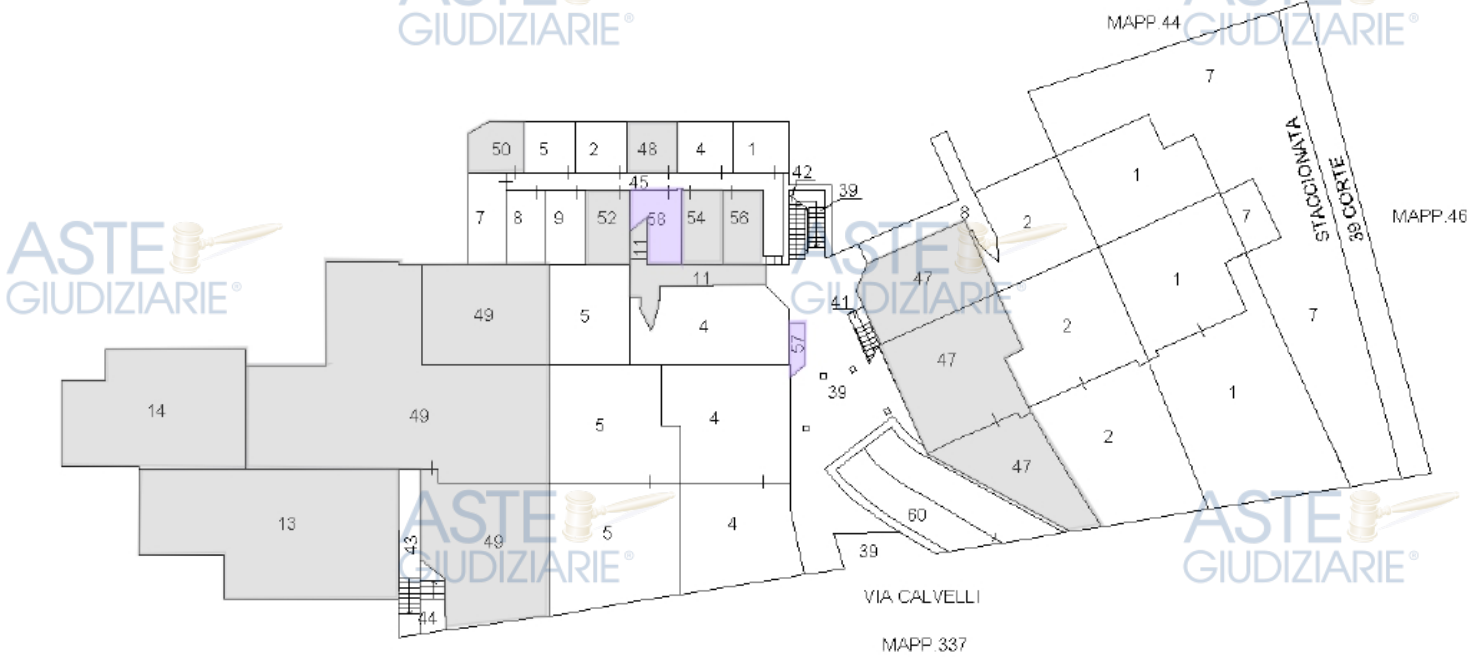 ASTE
GIUDIZIARIE®
ASTE
GIUDIZIARIE®
MAPP.44
7
50 5 2 48 4 1
STACCIONATA
39 CORTE
1
42
45
39
7 8 9 52 58 54 56
8
2
7
MAPP.46
11
ASTE
GIUDIZIARIE®
ASTE
GIUDIZIARIE®
11
47
1
41
49
5
4
2
7
57
47
39
14
49
5
4
1
2
47
13
ASTE
GIUDIZIARIE®
43
49
5
4
60
39
ASTE
GIUDIZIARIE®
VIA CALVELLI
44
MAPP.337